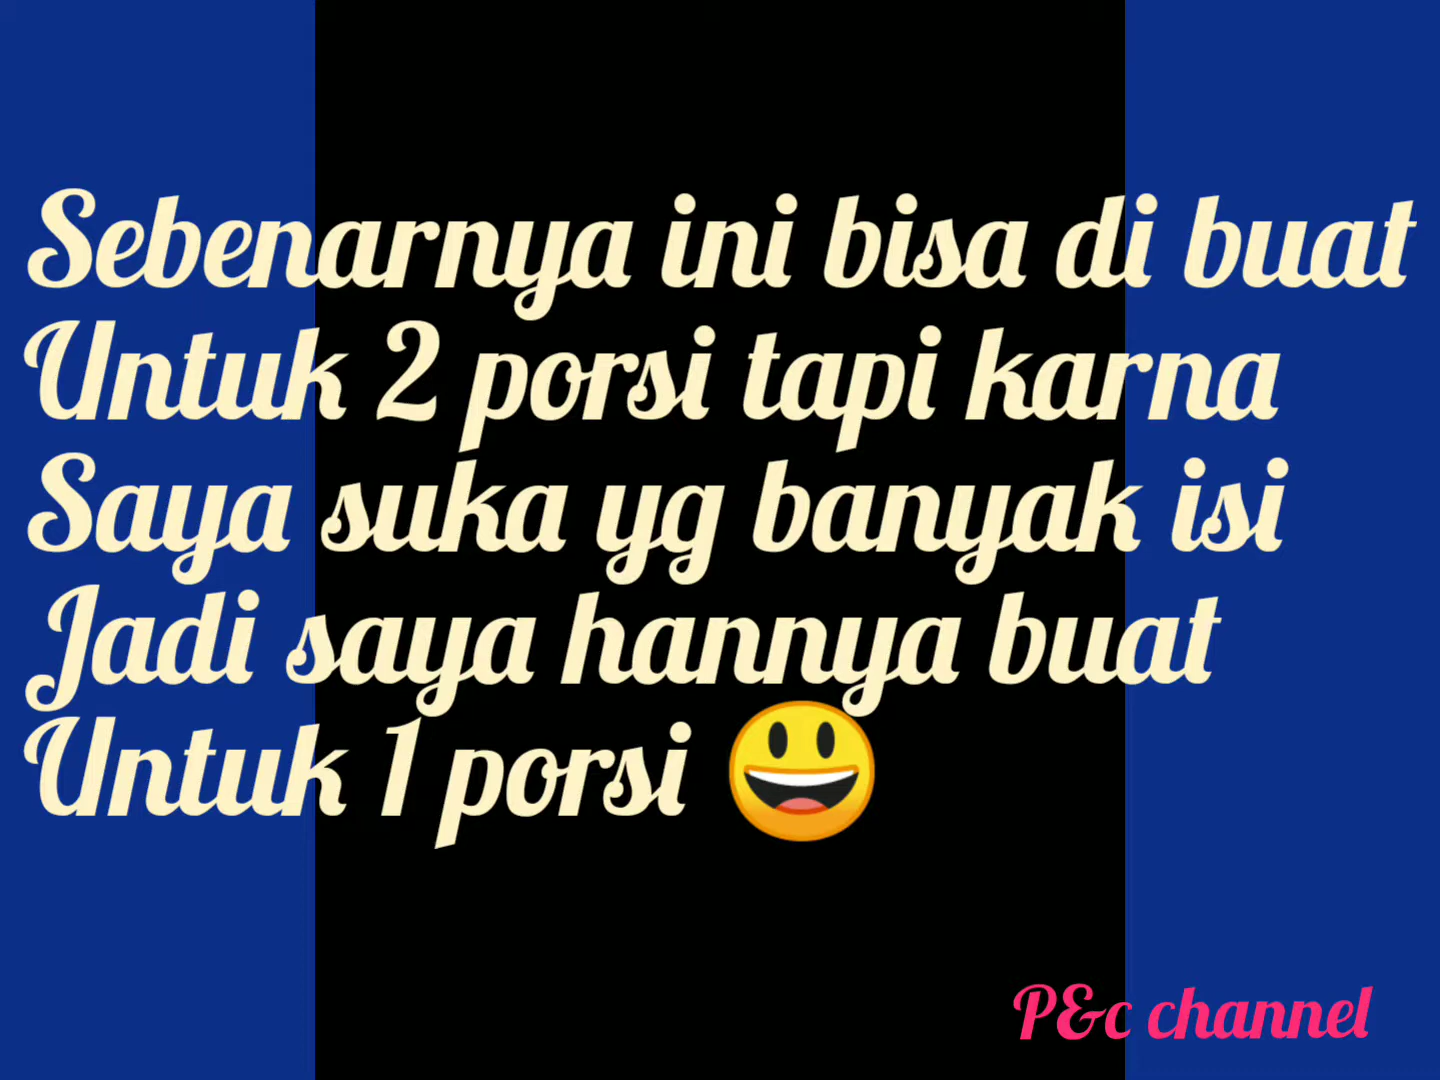 Sebenarnya ini bisa di buat
Untuk 2 porsi tapi karna
Saya suka yg banyak isi
Jadi saya hannya buat
Untuk 1 porsi 😃
P&c channel